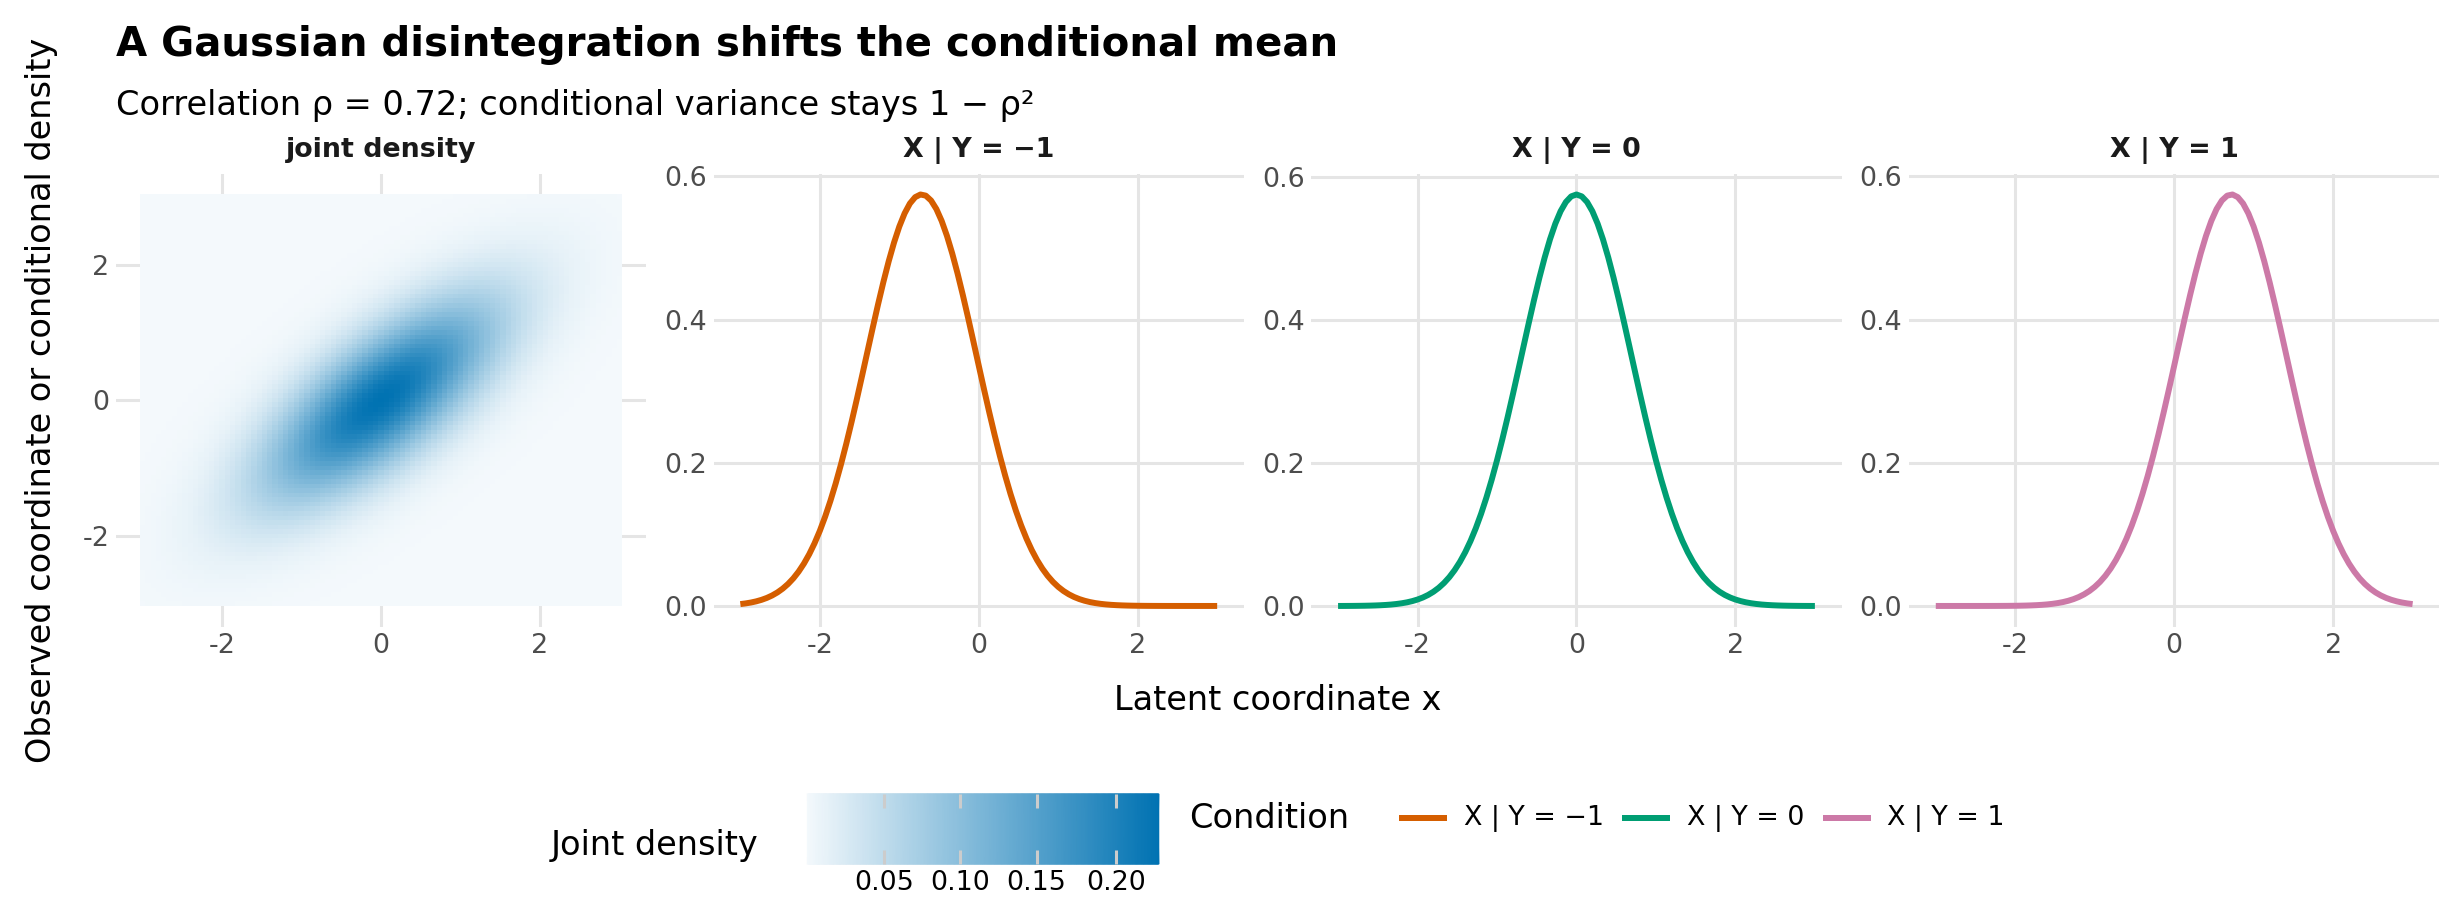 A Gaussian disintegration shifts the conditional mean
Correlation ρ = 0.72; conditional variance stays 1 − ρ²
Observed coordinate or conditional density
joint density
2
0
-2
-2 0 2
X | Y = −1
0.6
0.4
0.2
0.0
-2 0 2
X | Y = 0
0.6
0.4
0.2
0.0
-2 0 2
X | Y = 1
0.6
0.4
0.2
0.0
-2 0 2
Latent coordinate x
Joint density
0.05 0.10 0.15 0.20
Condition
X | Y = −1
X | Y = 0
X | Y = 1